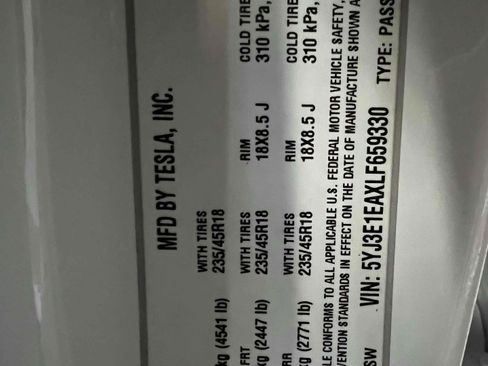 MFD BY TESLA, INC.
kg (4541 lb) WITH TIRES 235/45R18
FRT kg (2447 lb) WITH TIRES 235/45R18 RIM 18X8.5 J COLD TIRE 310 kPa,
RR kg (2771 lb) WITH TIRES 235/45R18 RIM 18X8.5 J COLD TIRE 310 kPa,
LE CONFORMS TO ALL APPLICABLE U.S. FEDERAL MOTOR VEHICLE SAFETY,
VENTION STANDARDS IN EFFECT ON THE DATE OF MANUFACTURE SHOWN A
SW VIN: 5YJ3E1EAXLF659330 TYPE: PASS